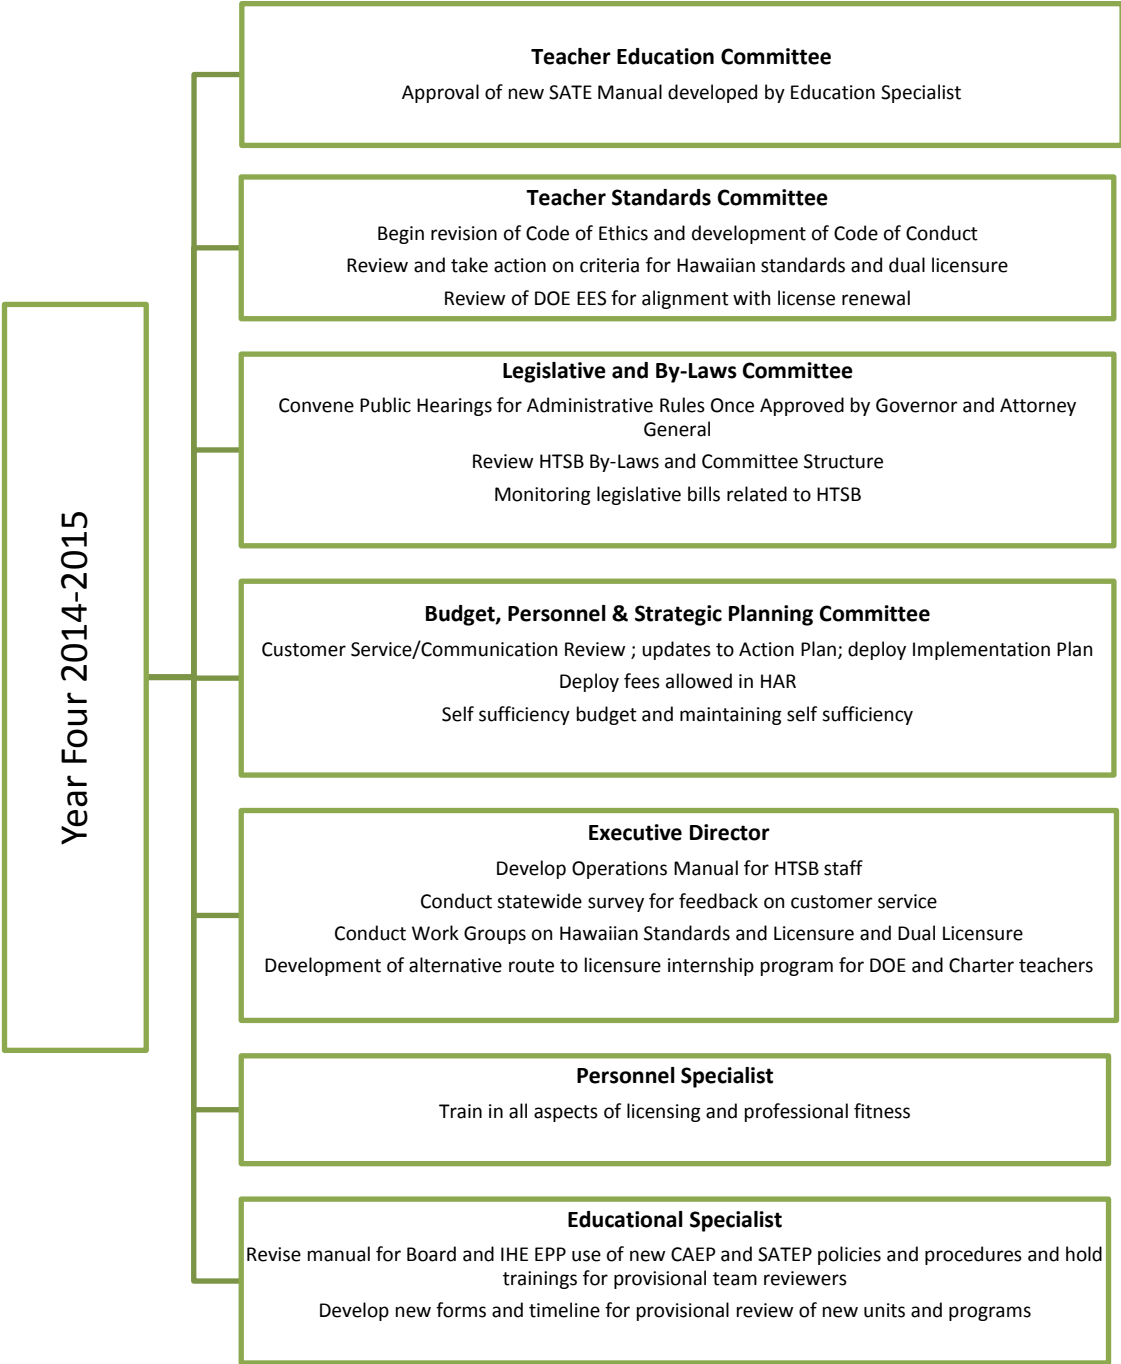 Year Four 2014-2015
Teacher Education Committee
Approval of new SATE Manual developed by Education Specialist
Teacher Standards Committee
Begin revision of Code of Ethics and development of Code of Conduct
Review and take action on criteria for Hawaiian standards and dual licensure
Review of DOE EES for alignment with license renewal
Legislative and By-Laws Committee
Convene Public Hearings for Administrative Rules Once Approved by Governor and Attorney
General
Review HTSB By-Laws and Committee Structure
Monitoring legislative bills related to HTSB
Budget, Personnel & Strategic Planning Committee
Customer Service/Communication Review ; updates to Action Plan; deploy Implementation Plan
Deploy fees allowed in HAR
Self sufficiency budget and maintaining self sufficiency
Executive Director
Develop Operations Manual for HTSB staff
Conduct statewide survey for feedback on customer service
Conduct Work Groups on Hawaiian Standards and Licensure and Dual Licensure
Development of alternative route to licensure internship program for DOE and Charter teachers
Personnel Specialist
Train in all aspects of licensing and professional fitness
Educational Specialist
Revise manual for Board and IHE EPP use of new CAEP and SATEP policies and procedures and hold
trainings for provisional team reviewers
Develop new forms and timeline for provisional review of new units and programs